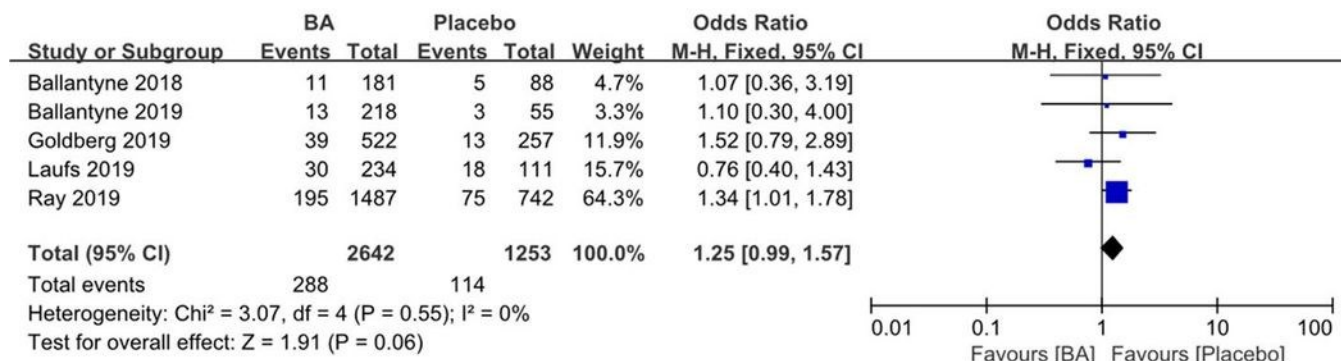 BA Placebo Odds Ratio Odds Ratio
Study or Subgroup Events Total Events Total Weight M-H, Fixed, 95% CI M-H, Fixed, 95% CI
Ballantyne 2018 11 181 5 88 4.7% 1.07 [0.36, 3.19]
Ballantyne 2019 13 218 3 55 3.3% 1.10 [0.30, 4.00]
Goldberg 2019 39 522 13 257 11.9% 1.52 [0.79, 2.89]
Laufs 2019 30 234 18 111 15.7% 0.76 [0.40, 1.43]
Ray 2019 195 1487 75 742 64.3% 1.34 [1.01, 1.78]
Total (95% CI) 2642 1253 100.0% 1.25 [0.99, 1.57]
Total events 288 114
Heterogeneity: Chi² = 3.07, df = 4 (P = 0.55); I² = 0%
Test for overall effect: Z = 1.91 (P = 0.06)
0.01 0.1 1 10 100
Favours [BA] Favours [Placebo]